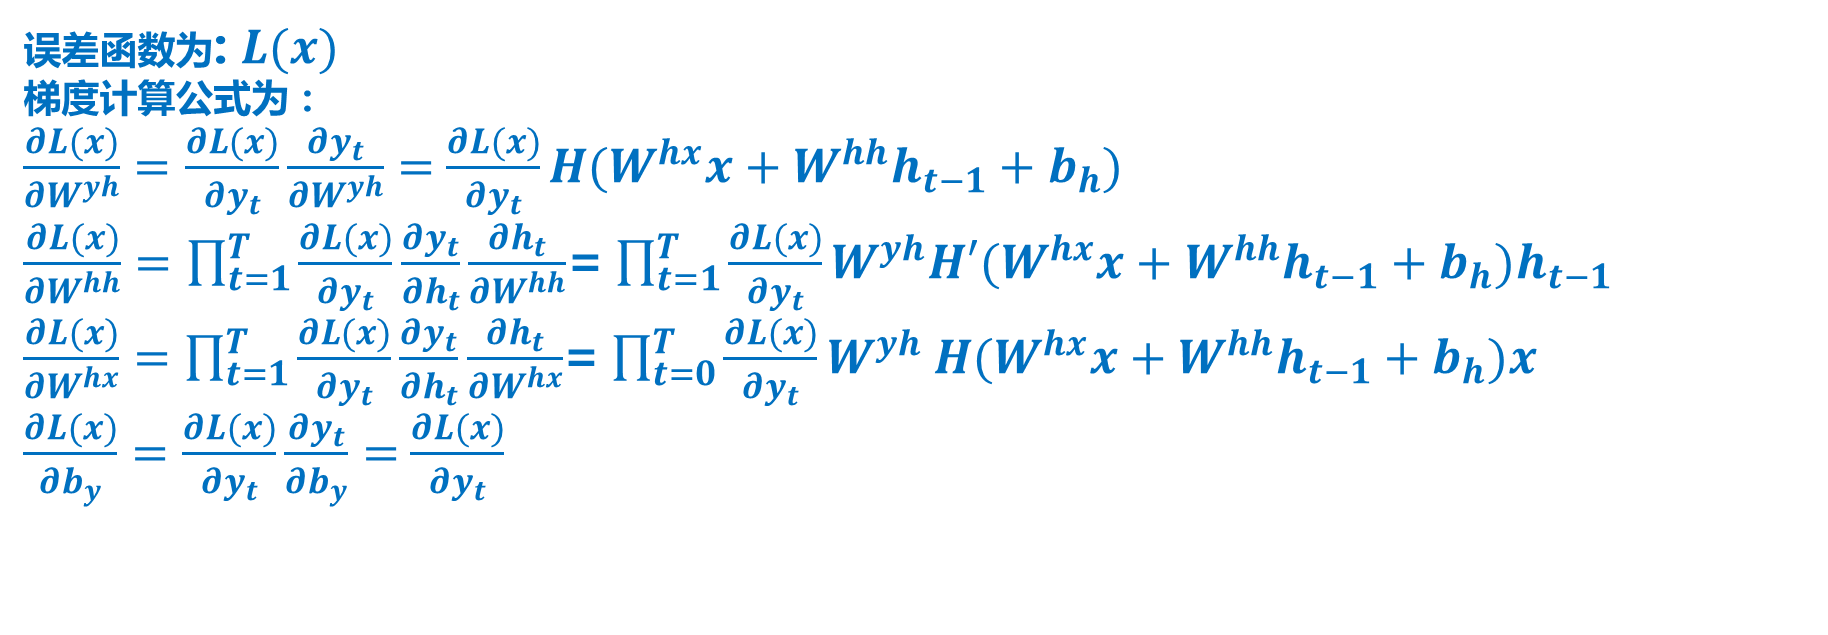 误差函数为: L(x)
梯度计算公式为：
∂L(x)/∂W^{yh} = ∂L(x)/∂y_t ∂y_t/∂W^{yh} = ∂L(x)/∂y_t H(W^{hx}x + W^{hh}h_{t−1} + b_h)
∂L(x)/∂W^{hh} = ∏_{t=1}^{T} ∂L(x)/∂y_t ∂y_t/∂h_t ∂h_t/∂W^{hh} = ∏_{t=1}^{T} ∂L(x)/∂y_t W^{yh}H′(W^{hx}x + W^{hh}h_{t−1} + b_h)h_{t−1}
∂L(x)/∂W^{hx} = ∏_{t=1}^{T} ∂L(x)/∂y_t ∂y_t/∂h_t ∂h_t/∂W^{hx} = ∏_{t=0}^{T} ∂L(x)/∂y_t W^{yh} H(W^{hx}x + W^{hh}h_{t−1} + b_h)x
∂L(x)/∂b_y = ∂L(x)/∂y_t ∂y_t/∂b_y = ∂L(x)/∂y_t